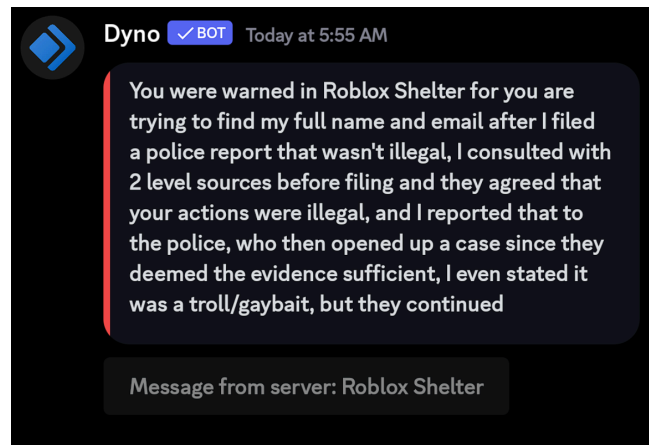 Dyno ✓ BOT Today at 5:55 AM
You were warned in Roblox Shelter for you are
trying to find my full name and email after I filed
a police report that wasn't illegal, I consulted with
2 level sources before filing and they agreed that
your actions were illegal, and I reported that to
the police, who then opened up a case since they
deemed the evidence sufficient, I even stated it
was a troll/gaybait, but they continued
Message from server: Roblox Shelter